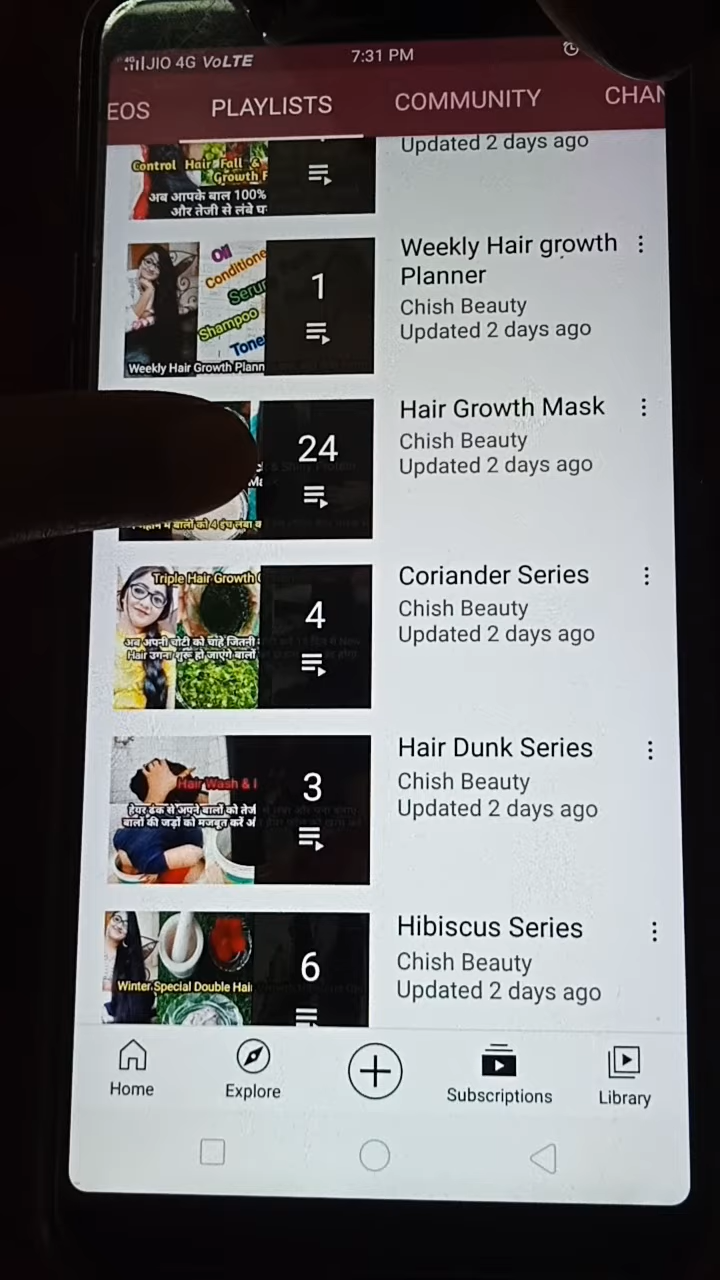 4G JIO 4G VoLTE 7:31 PM
EOS PLAYLISTS COMMUNITY CHAN
Control Hair Fall &
Growth F
अब आपके बाल 100%
और तेजी से लंबे घ
Updated 2 days ago
Oil
Conditione
Serum
Shampoo
Tone
Weekly Hair Growth Plann
1
Weekly Hair growth
Planner
Chish Beauty
Updated 2 days ago
24
Hair Growth Mask
Chish Beauty
Updated 2 days ago
में बालों को 4 इंच लंबा
Triple Hair Growth
अब अपनी चोटी को चाहे जितनी
Hair उगना शुरू हो जाएंगे बालों
4
Coriander Series
Chish Beauty
Updated 2 days ago
Hair Wash &
हेयर डंक से अपने बालों को तेज
बालों की जड़ों को मजबूत करें
3
Hair Dunk Series
Chish Beauty
Updated 2 days ago
Winter Special Double Hai
6
Hibiscus Series
Chish Beauty
Updated 2 days ago
Home Explore Subscriptions Library